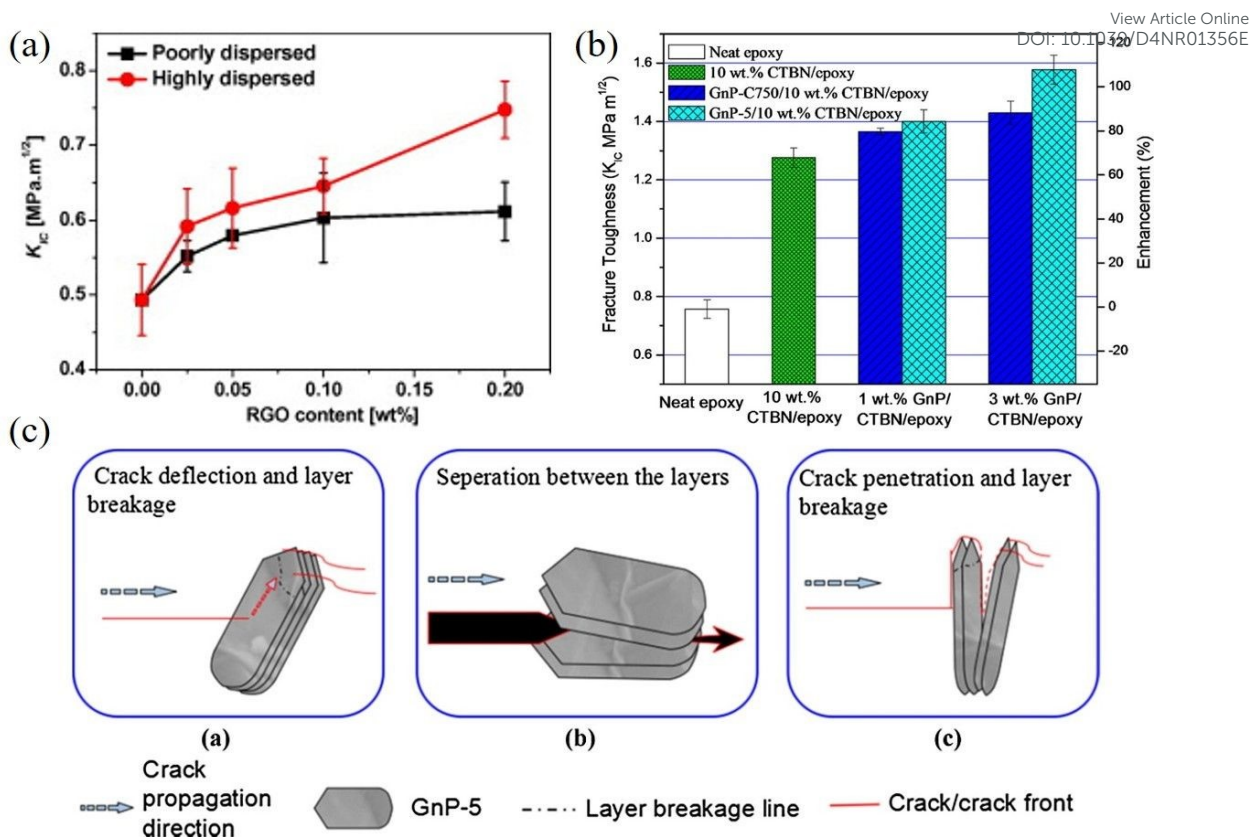 View Article Online
DOI: 10.1039/D4NR01356E
(a)
Poorly dispersed
Highly dispersed
0.8
0.7
0.6
0.5
0.4
K_IC [MPa.m^1/2]
0.00 0.05 0.10 0.15 0.20
RGO content [wt%]
(b)
Neat epoxy
10 wt.% CTBN/epoxy
GnP-C750/10 wt.% CTBN/epoxy
GnP-5/10 wt.% CTBN/epoxy
1.6
1.4
1.2
1.0
0.8
0.6
Fracture Toughness (K_IC MPa m^1/2)
120
100
80
60
40
20
0
-20
Enhancement (%)
Neat epoxy
10 wt.%
CTBN/epoxy
1 wt.% GnP/
CTBN/epoxy
3 wt.% GnP/
CTBN/epoxy
(c)
Crack deflection and layer
breakage
Seperation between the layers
Crack penetration and layer
breakage
(a)
(b)
(c)
Crack
propagation
direction
GnP-5
Layer breakage line
Crack/crack front